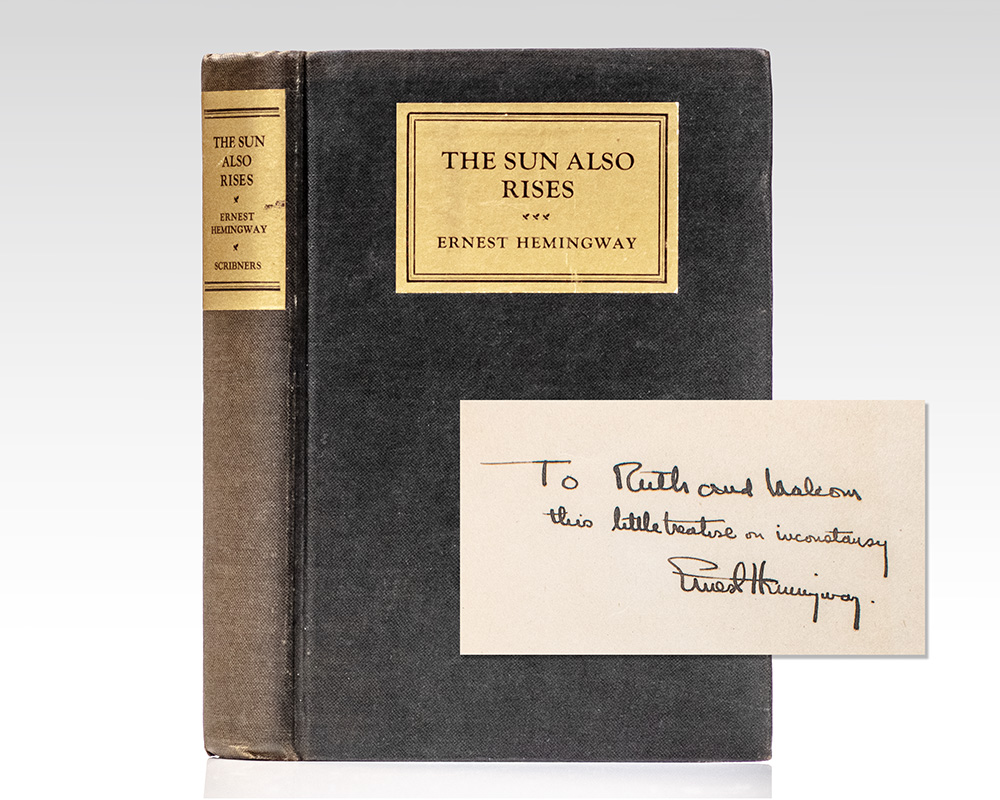 THE SUN
ALSO
RISES
ERNEST
HEMINGWAY
SCRIBNERS
THE SUN ALSO
RISES
ERNEST HEMINGWAY
To Ruth and Malcom
this little treatise on inconstansy
Ernest Hemingway.